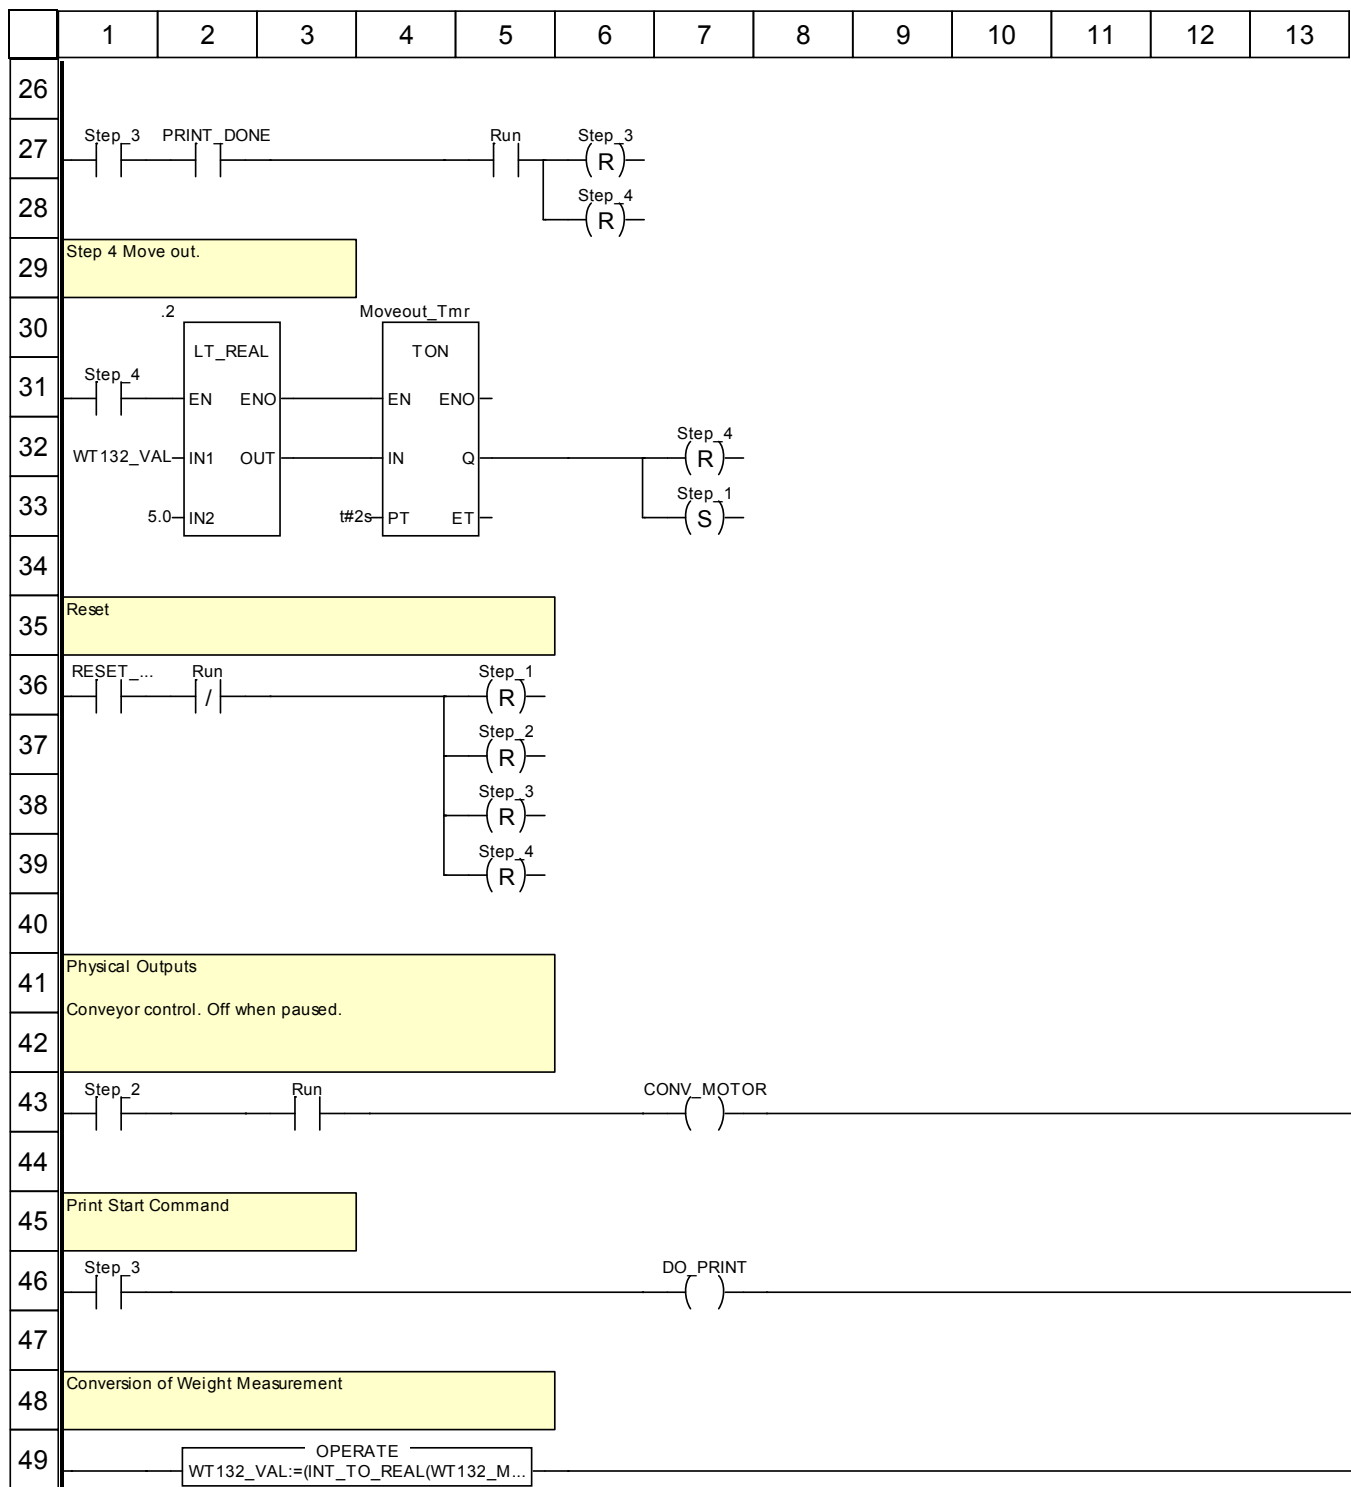 1 2 3 4 5 6 7 8 9 10 11 12 13
26
27 Step_3 PRINT_DONE Run Step_3
R
28 Step_4
R
29 Step 4 Move out.
30 .2 Moveout_Tmr
LT_REAL TON
31 Step_4
EN ENO EN ENO
32 Step_4
WT132_VAL IN1 OUT IN Q R
33 Step_1
5.0 IN2 t#2s PT ET S
34
35 Reset
36 RESET_... Run Step_1
/ R
37 Step_2
R
38 Step_3
R
39 Step_4
R
40
41 Physical Outputs
Conveyor control. Off when paused.
42
43 Step_2 Run CONV_MOTOR
44
45 Print Start Command
46 Step_3 DO_PRINT
47
48 Conversion of Weight Measurement
49 OPERATE
WT132_VAL:=(INT_TO_REAL(WT132_M...